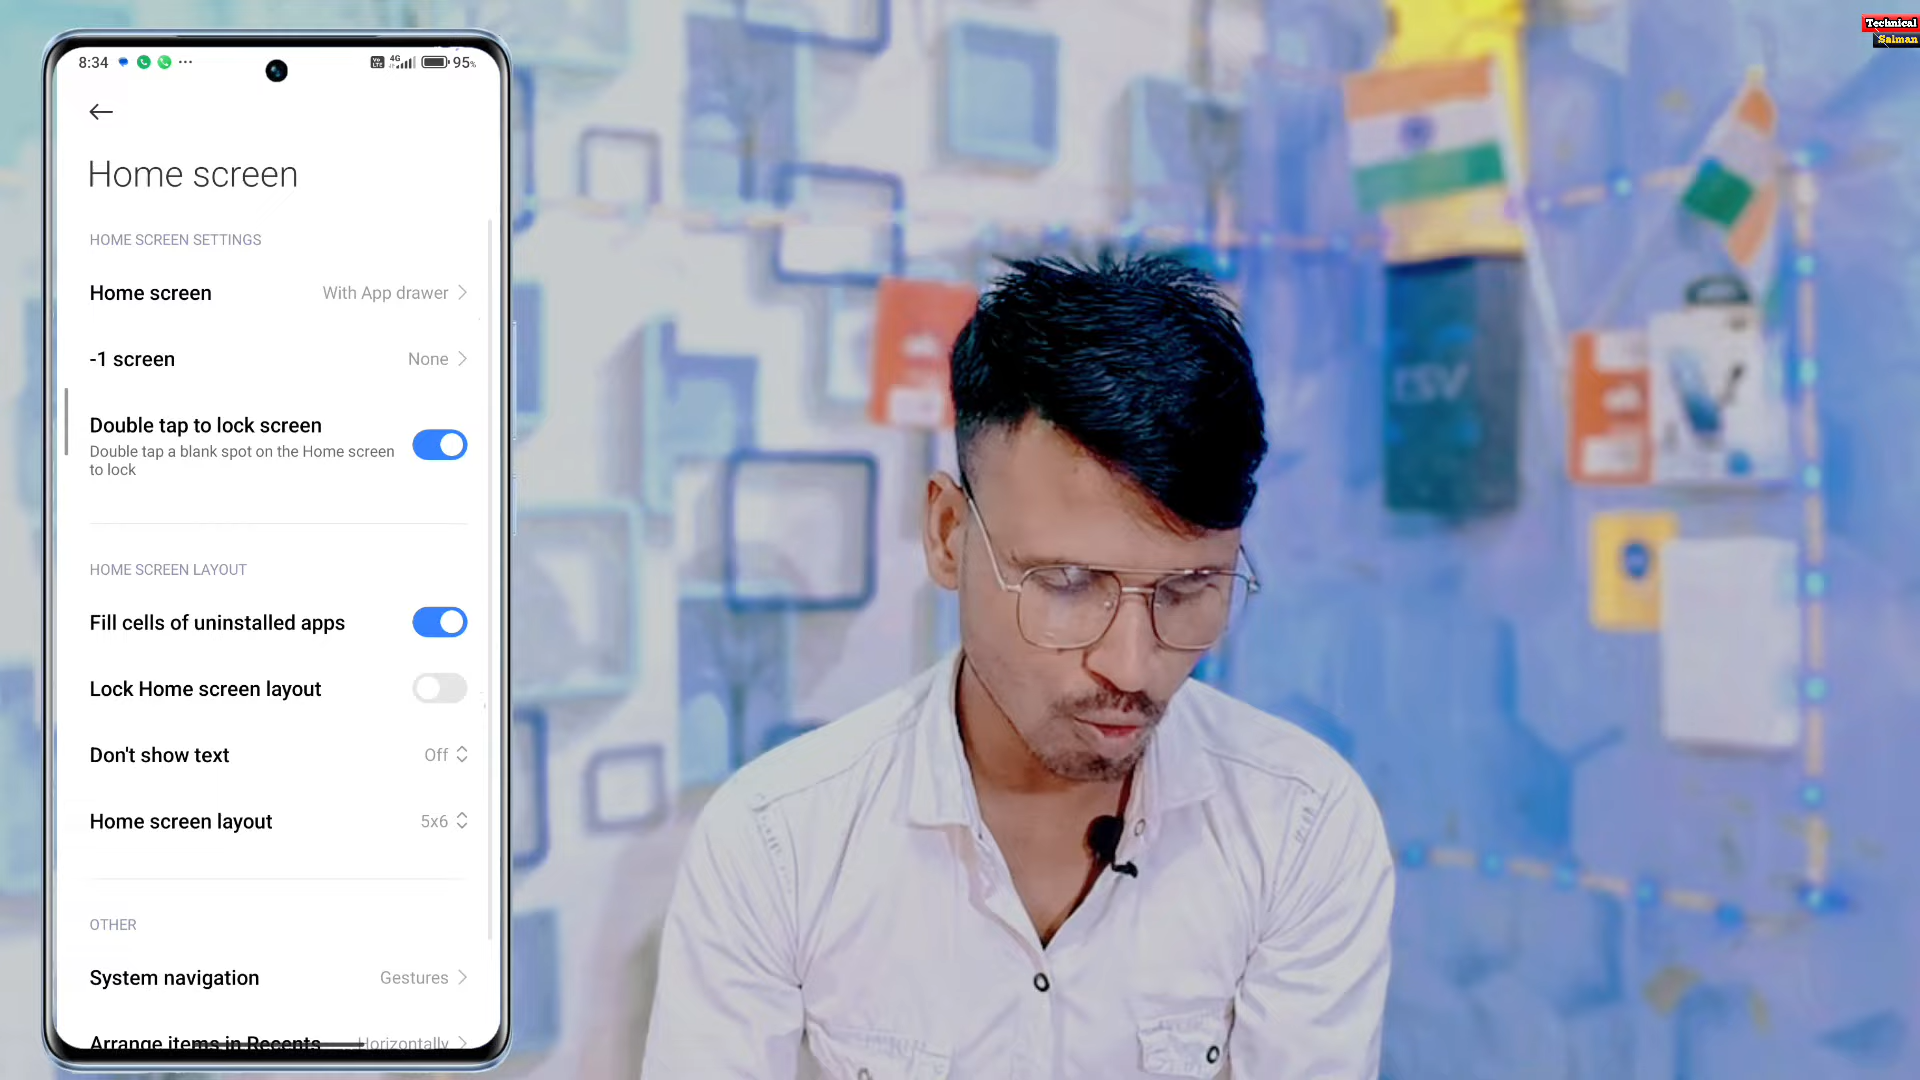 8:34
VoLTE 4G 95%
Home screen
HOME SCREEN SETTINGS
Home screen With App drawer
-1 screen None
Double tap to lock screen
Double tap a blank spot on the Home screen
to lock
HOME SCREEN LAYOUT
Fill cells of uninstalled apps
Lock Home screen layout
Don't show text Off
Home screen layout 5x6
OTHER
System navigation Gestures
Arrange items in Recents Horizontally
Technical
Salman